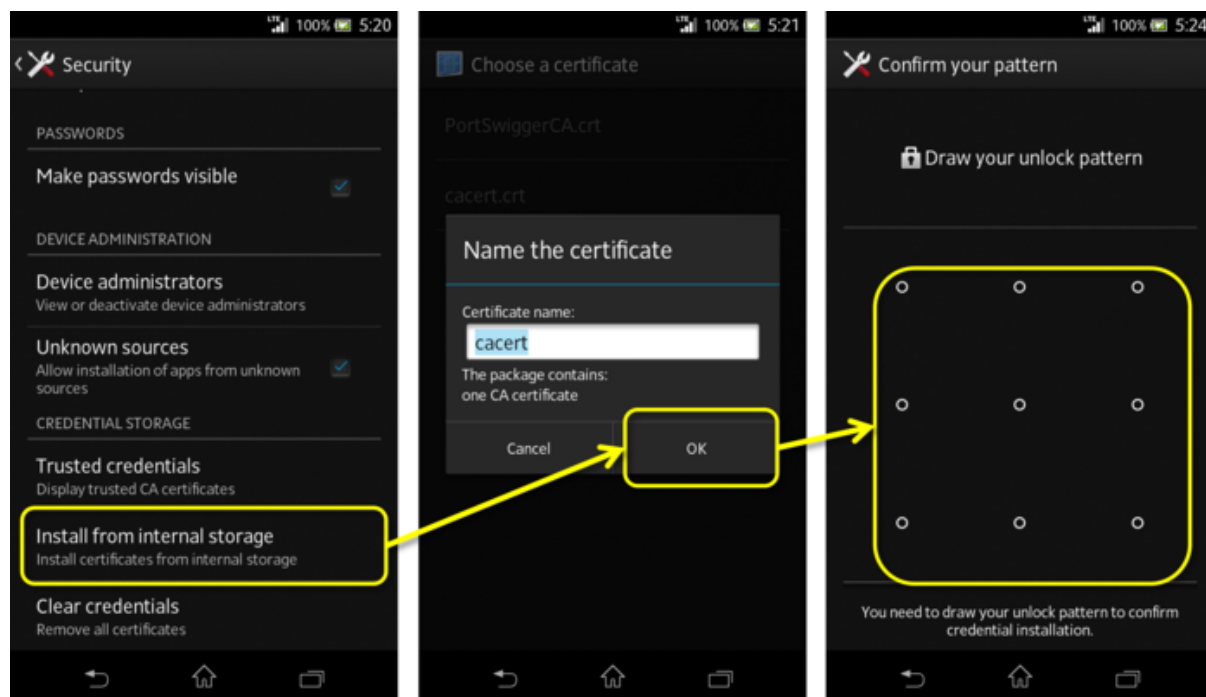 LTE 100% 5:20
Security
PASSWORDS
Make passwords visible
DEVICE ADMINISTRATION
Device administrators
View or deactivate device administrators
Unknown sources
Allow installation of apps from unknown
sources
CREDENTIAL STORAGE
Trusted credentials
Display trusted CA certificates
Install from internal storage
Install certificates from internal storage
Clear credentials
Remove all certificates
LTE 100% 5:21
Choose a certificate
PortSwiggerCA.crt
cacert.crt
Name the certificate
Certificate name:
cacert
The package contains:
one CA certificate
Cancel
OK
LTE 100% 5:24
Confirm your pattern
Draw your unlock pattern
You need to draw your unlock pattern to confirm
credential installation.